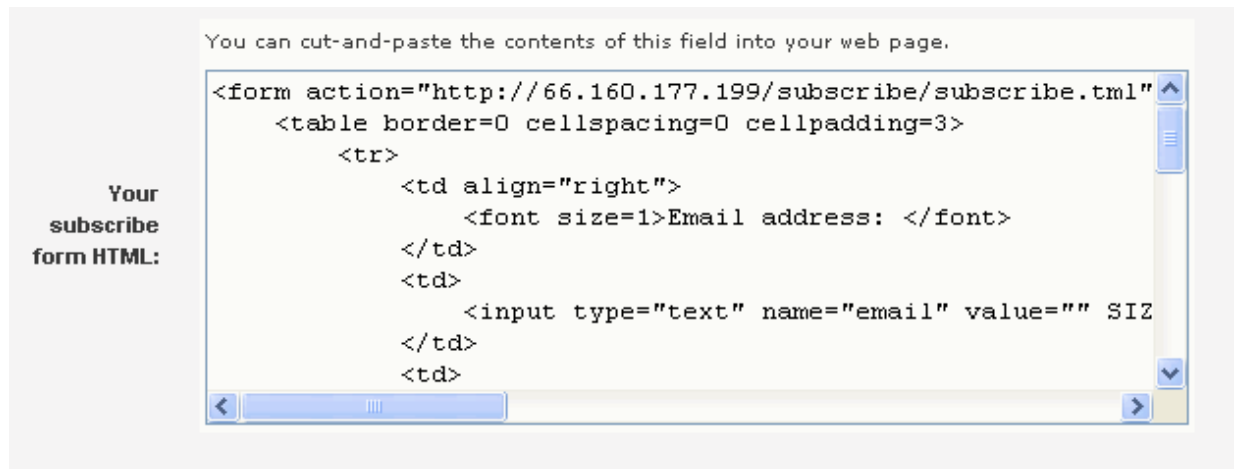 You can cut-and-paste the contents of this field into your web page.
Your
subscribe
form HTML:
<form action="http://66.160.177.199/subscribe/subscribe.tml"
<table border=0 cellspacing=0 cellpadding=3>
<tr>
<td align="right">
<font size=1>Email address: </font>
</td>
<td>
<input type="text" name="email" value="" SIZ
</td>
<td>